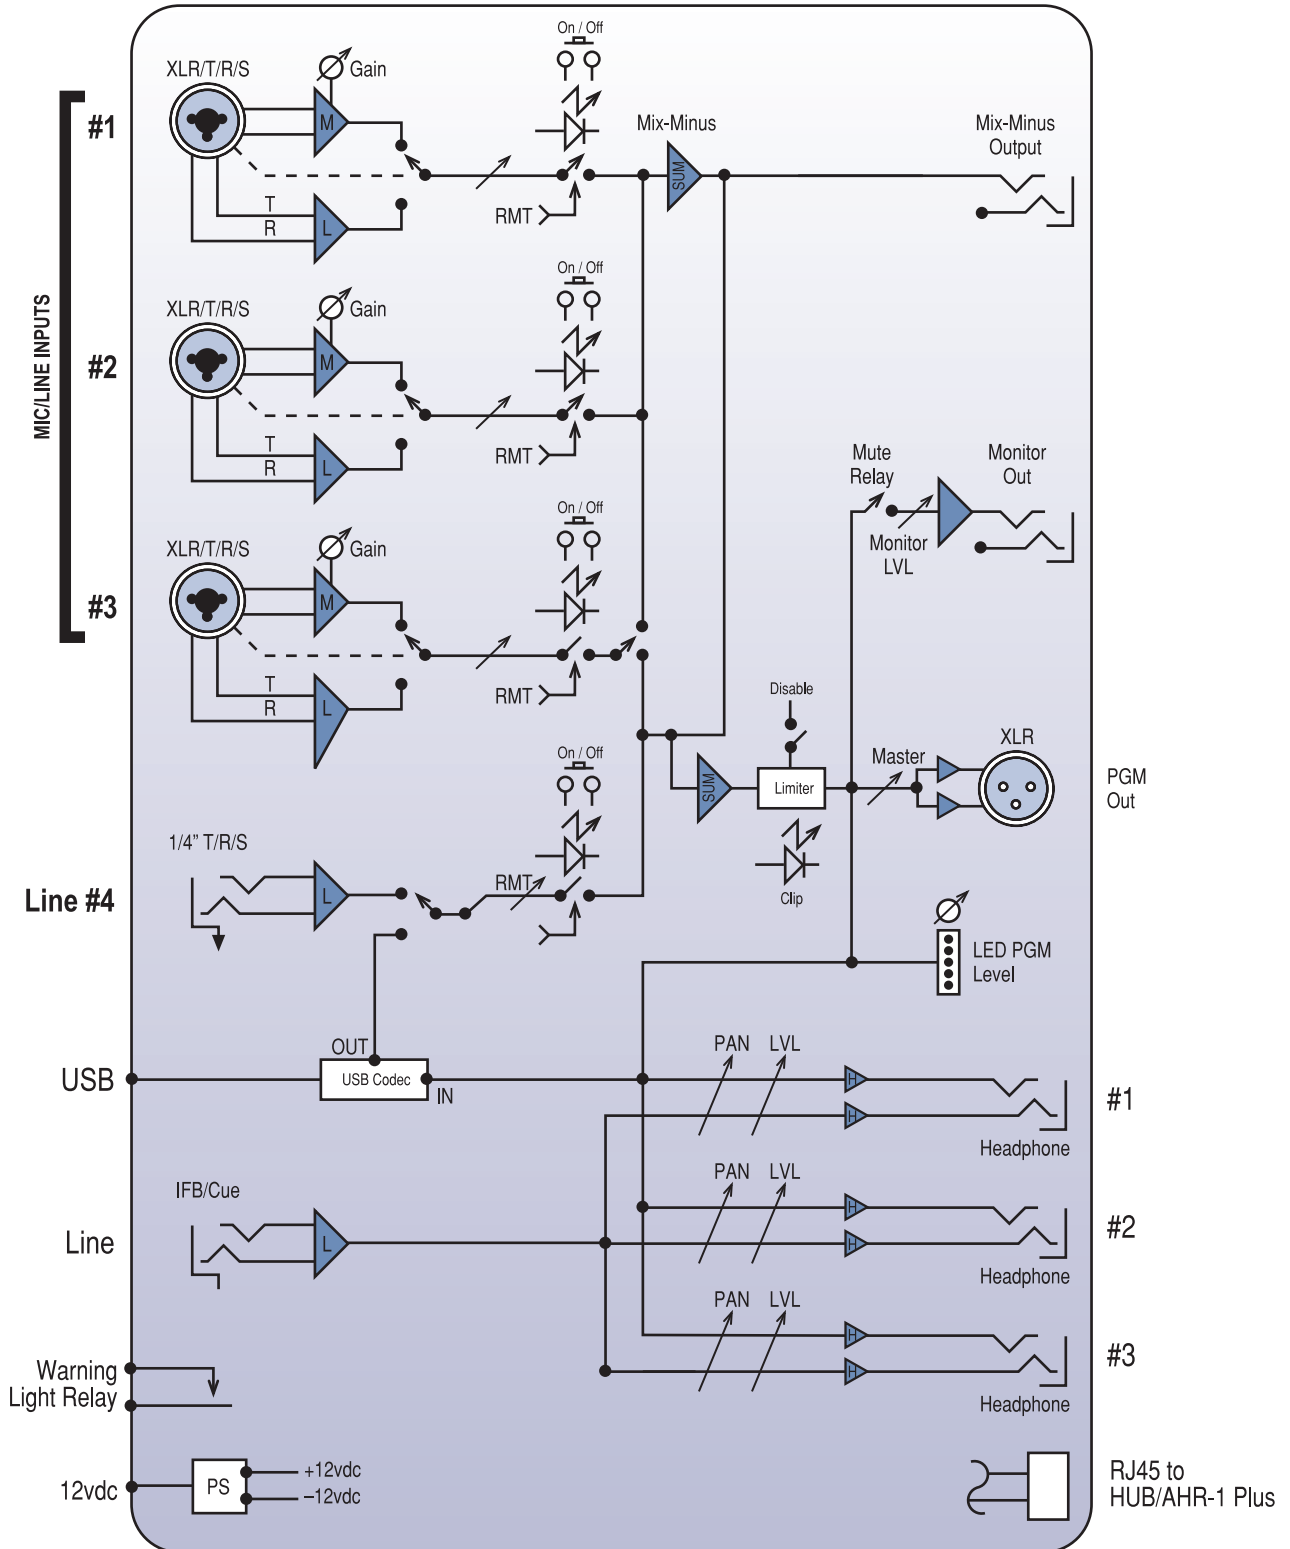 On / Off
XLR/T/R/S
Gain
#1
M
Mix-Minus
SUM
Mix-Minus
Output
T
R
L
RMT
MIC/LINE INPUTS
On / Off
XLR/T/R/S
Gain
#2
M
T
R
L
RMT
Mute
Relay
Monitor
Out
Monitor
LVL
On / Off
XLR/T/R/S
Gain
#3
M
T
R
L
RMT
Disable
On / Off
SUM
Limiter
Master
XLR
PGM
Out
Clip
1/4” T/R/S
Line #4
L
RMT
LED PGM
Level
OUT
USB
USB Codec
IN
PAN
LVL
H
H
#1
Headphone
IFB/Cue
Line
L
PAN
LVL
H
H
#2
Headphone
PAN
LVL
H
H
#3
Headphone
Warning
Light Relay
12vdc
PS
+12vdc
–12vdc
RJ45 to
HUB/AHR-1 Plus